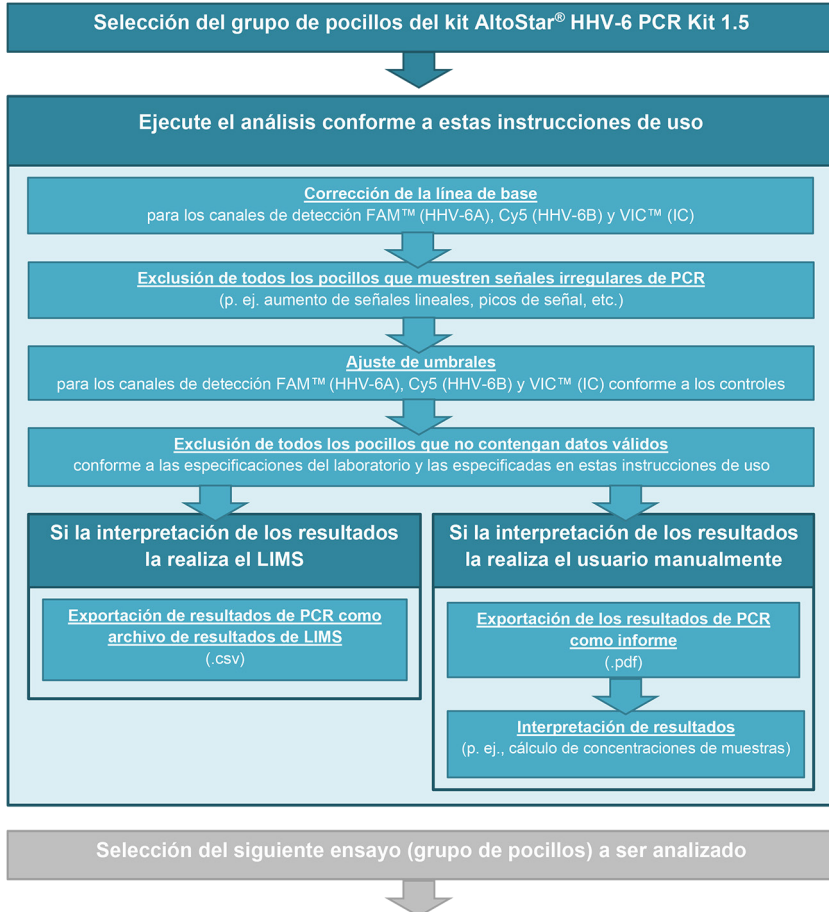 Selección del grupo de pocillos del kit AltoStar® HHV-6 PCR Kit 1.5
Ejecute el análisis conforme a estas instrucciones de uso
Corrección de la línea de base
para los canales de detección FAM™ (HHV-6A), Cy5 (HHV-6B) y VIC™ (IC)
Exclusión de todos los pocillos que muestren señales irregulares de PCR
(p. ej. aumento de señales lineales, picos de señal, etc.)
Ajuste de umbrales
para los canales de detección FAM™ (HHV-6A), Cy5 (HHV-6B) y VIC™ (IC) conforme a los controles
Exclusión de todos los pocillos que no contengan datos válidos
conforme a las especificaciones del laboratorio y las especificadas en estas instrucciones de uso
Si la interpretación de los resultados
la realiza el LIMS
Exportación de resultados de PCR como
archivo de resultados de LIMS
(.csv)
Si la interpretación de los resultados
la realiza el usuario manualmente
Exportación de los resultados de PCR
como informe
(.pdf)
Interpretación de resultados
(p. ej., cálculo de concentraciones de muestras)
Selección del siguiente ensayo (grupo de pocillos) a ser analizado